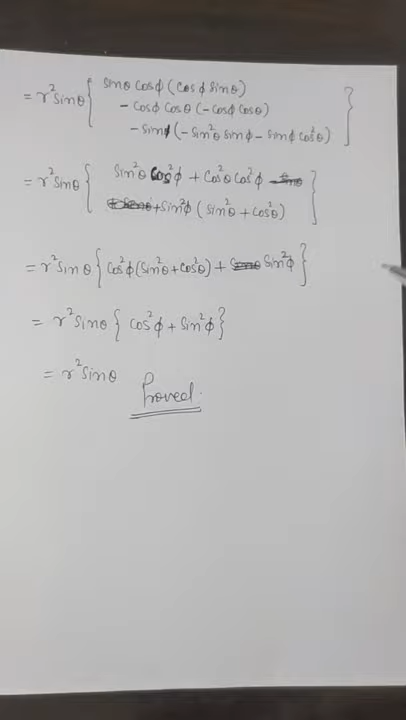 = r²sinθ { sinθ cosφ (cosφ sinθ)
- cosφ cosθ (-cosφ cosθ)
- sinφ (-sin²θ sinφ - sinφ cos²θ) }
= r²sinθ { sin²θ cos²φ + cos²θ cos²φ
+ sin²φ (sin²θ + cos²θ) }
= r²sinθ { cos²φ (sin²θ + cos²θ) + sin²φ }
= r²sinθ { cos²φ + sin²φ }
= r²sinθ Proved.